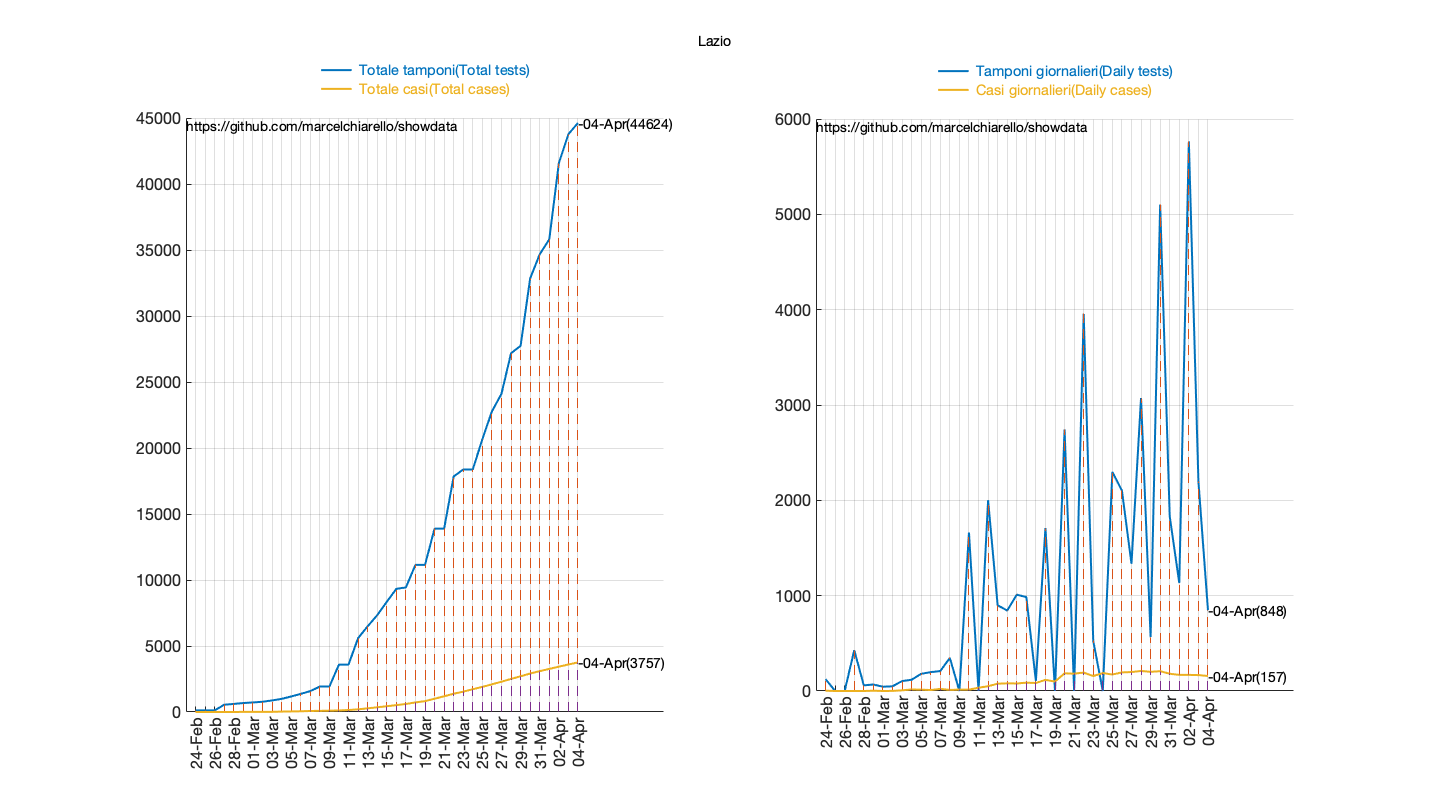 Lazio
Totale tamponi(Total tests)
Totale casi(Total cases)
45000
40000
35000
30000
25000
20000
15000
10000
5000
0
https://github.com/marcelchiarello/showdata
-04-Apr(44624)
-04-Apr(3757)
24-Feb
26-Feb
28-Feb
01-Mar
03-Mar
05-Mar
07-Mar
09-Mar
11-Mar
13-Mar
15-Mar
17-Mar
19-Mar
21-Mar
23-Mar
25-Mar
27-Mar
29-Mar
31-Mar
02-Apr
04-Apr
Tamponi giornalieri(Daily tests)
Casi giornalieri(Daily cases)
6000
5000
4000
3000
2000
1000
0
https://github.com/marcelchiarello/showdata
-04-Apr(848)
-04-Apr(157)
24-Feb
26-Feb
28-Feb
01-Mar
03-Mar
05-Mar
07-Mar
09-Mar
11-Mar
13-Mar
15-Mar
17-Mar
19-Mar
21-Mar
23-Mar
25-Mar
27-Mar
29-Mar
31-Mar
02-Apr
04-Apr